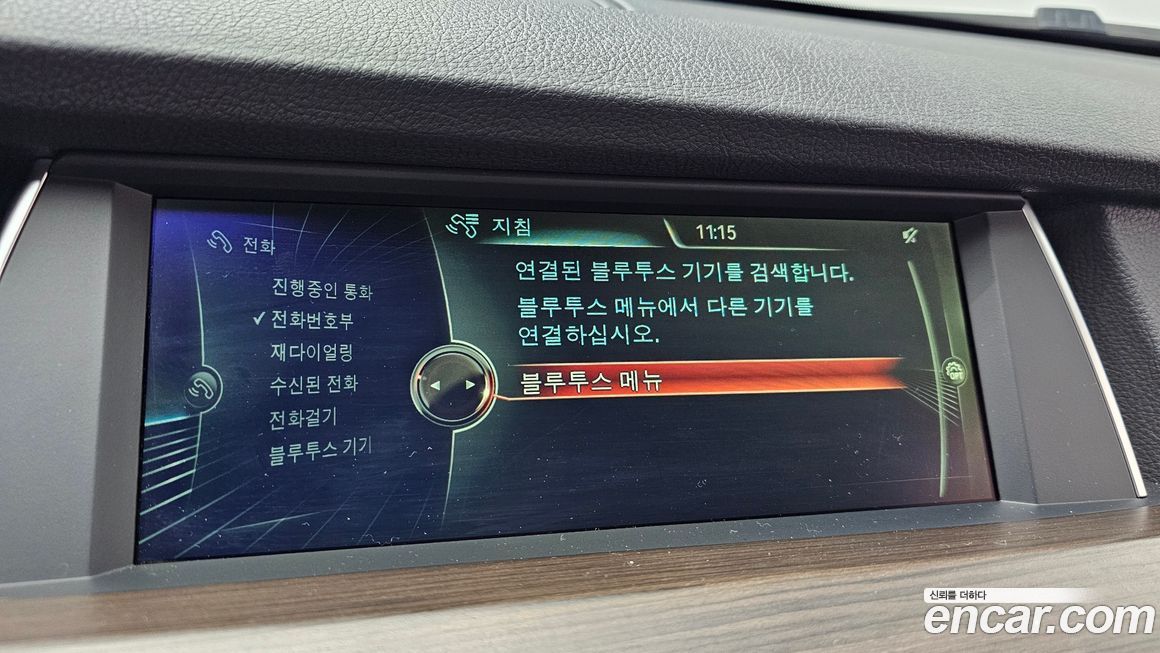 전화
진행중인 통화
✓ 전화번호부
재다이얼링
수신된 전화
전화걸기
블루투스 기기
지침
11:15
연결된 블루투스 기기를 검색합니다.
블루투스 메뉴에서 다른 기기를
연결하십시오.
블루투스 메뉴
OPT
신뢰를 더하다
encar.com